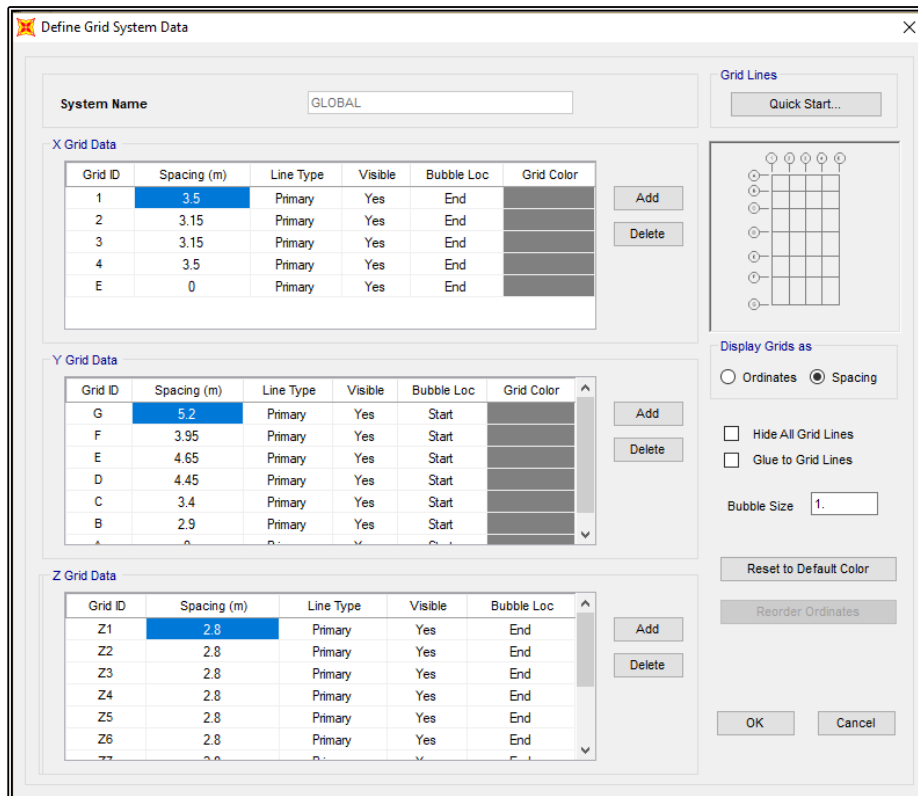 Define Grid System Data
System Name GLOBAL
Grid Lines
Quick Start...
X Grid Data
Grid ID Spacing (m) Line Type Visible Bubble Loc Grid Color
1 3.5 Primary Yes End
2 3.15 Primary Yes End
3 3.15 Primary Yes End
4 3.5 Primary Yes End
E 0 Primary Yes End
Add
Delete
1 2 3 4 E
A
B
C
D
E
F
G
Y Grid Data
Grid ID Spacing (m) Line Type Visible Bubble Loc Grid Color
G 5.2 Primary Yes Start
F 3.95 Primary Yes Start
E 4.65 Primary Yes Start
D 4.45 Primary Yes Start
C 3.4 Primary Yes Start
B 2.9 Primary Yes Start
Add
Delete
Display Grids as
Ordinates Spacing
Hide All Grid Lines
Glue to Grid Lines
Bubble Size 1.
Reset to Default Color
Reorder Ordinates
Z Grid Data
Grid ID Spacing (m) Line Type Visible Bubble Loc
Z1 2.8 Primary Yes End
Z2 2.8 Primary Yes End
Z3 2.8 Primary Yes End
Z4 2.8 Primary Yes End
Z5 2.8 Primary Yes End
Z6 2.8 Primary Yes End
Add
Delete
OK Cancel